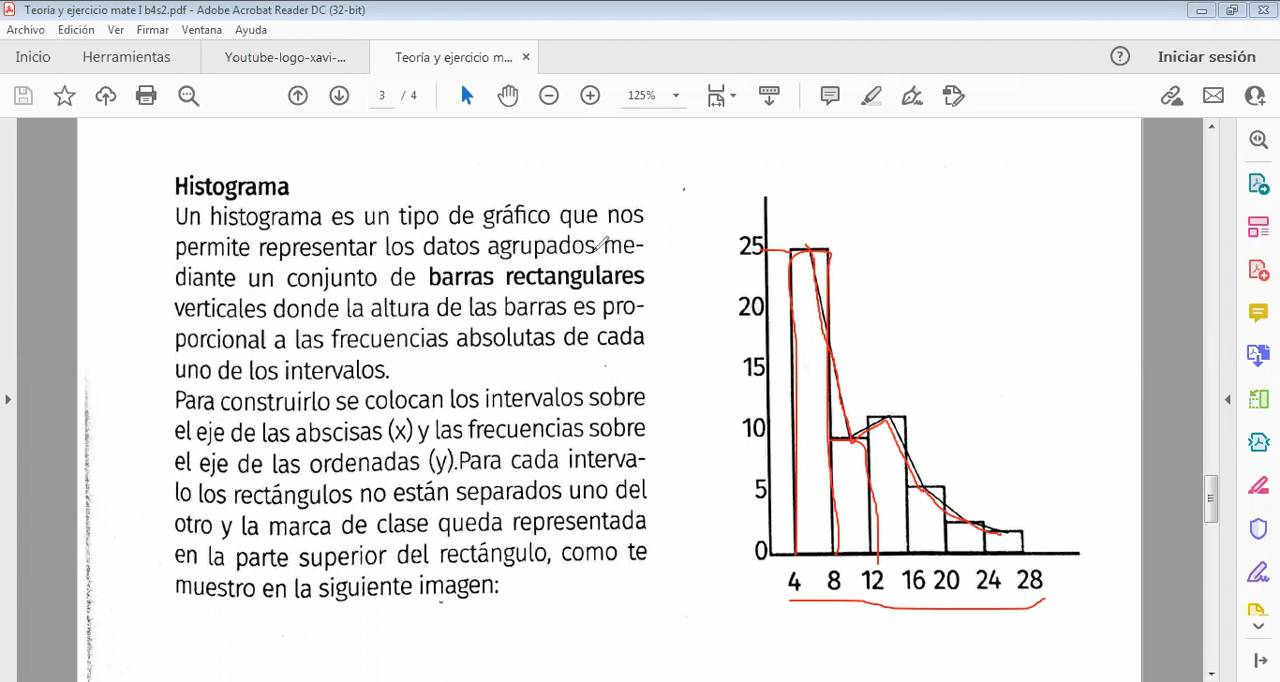 Teoría y ejercicio mate I b4s2.pdf - Adobe Acrobat Reader DC (32-bit)
Archivo Edición Ver Firmar Ventana Ayuda
Inicio Herramientas Youtube-logo-xavi-... Teoría y ejercicio m... × Iniciar sesión
3 / 4 125%
Histograma
Un histograma es un tipo de gráfico que nos
permite representar los datos agrupados me-
diante un conjunto de barras rectangulares
verticales donde la altura de las barras es pro-
porcional a las frecuencias absolutas de cada
uno de los intervalos.
Para construirlo se colocan los intervalos sobre
el eje de las abscisas (x) y las frecuencias sobre
el eje de las ordenadas (y).Para cada interva-
lo los rectángulos no están separados uno del
otro y la marca de clase queda representada
en la parte superior del rectángulo, como te
muestro en la siguiente imagen:
25
20
15
10
5
0
4 8 12 16 20 24 28